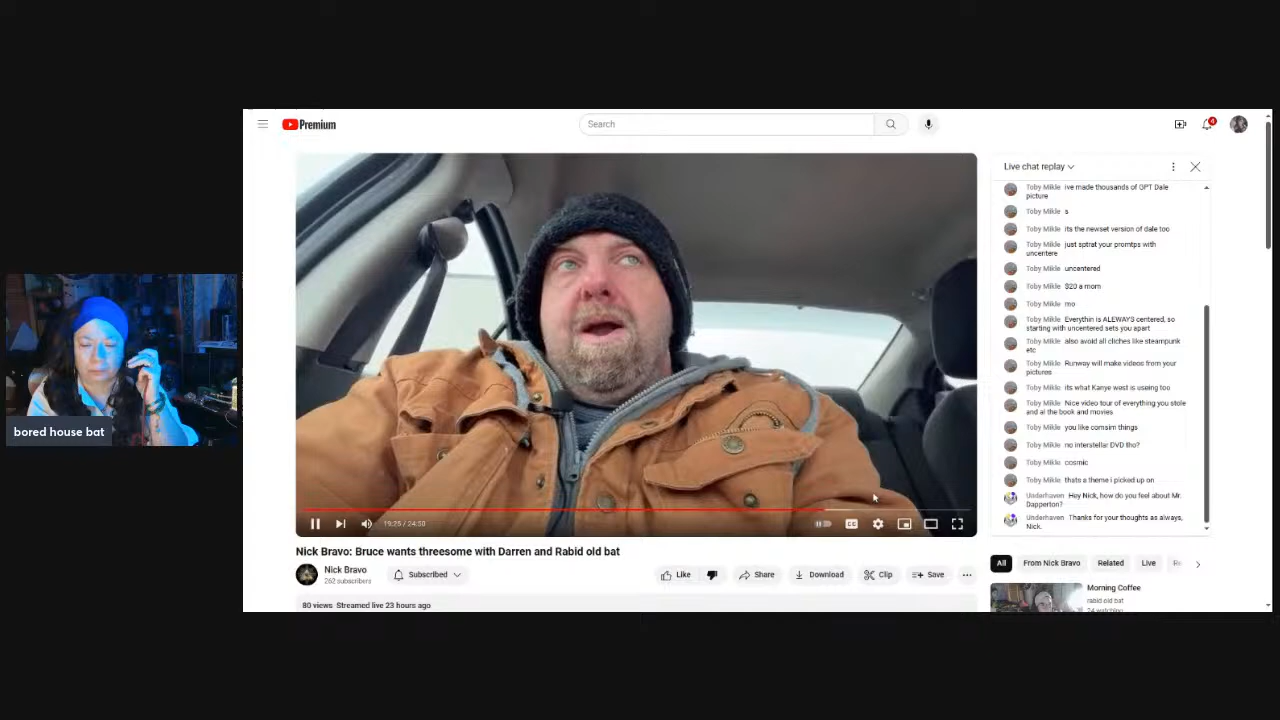 Premium
Search
4
Live chat replay
Toby Mikle ive made thousands of GPT Dale
picture
Toby Mikle s
Toby Mikle its the newset version of dale too
Toby Mikle just sptrat your promtps with
uncentere
Toby Mikle uncentered
Toby Mikle $20 a mom
Toby Mikle mo
Toby Mikle Everythin is ALEWAYS centered, so
starting with uncentered sets you apart
Toby Mikle also avoid all cliches like steampunk
etc
Toby Mikle Runway will make videos from your
pictures
Toby Mikle its what Kanye west is useing too
Toby Mikle Nice video tour of everything you stole
and al the book and movies
Toby Mikle you like comsim things
Toby Mikle no interstellar DVD tho?
Toby Mikle cosmic
Toby Mikle thats a theme i picked up on
Underhaven Hey Nick, how do you feel about Mr.
Dapperton?
Underhaven Thanks for your thoughts as always,
Nick.
bored house bat
19:25 / 24:50
CC
Nick Bravo: Bruce wants threesome with Darren and Rabid old bat
Nick Bravo
262 subscribers
Subscribed
Like
Share
Download
Clip
Save
80 views Streamed live 23 hours ago
All
From Nick Bravo
Related
Live
Re
Morning Coffee
rabid old bat
24 watching